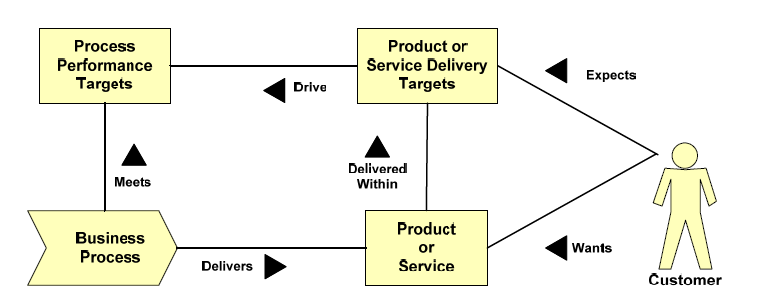 Process
Performance
Targets
Product or
Service Delivery
Targets
Drive
Expects
Meets
Delivered
Within
Business
Process
Delivers
Product
or
Service
Wants
Customer